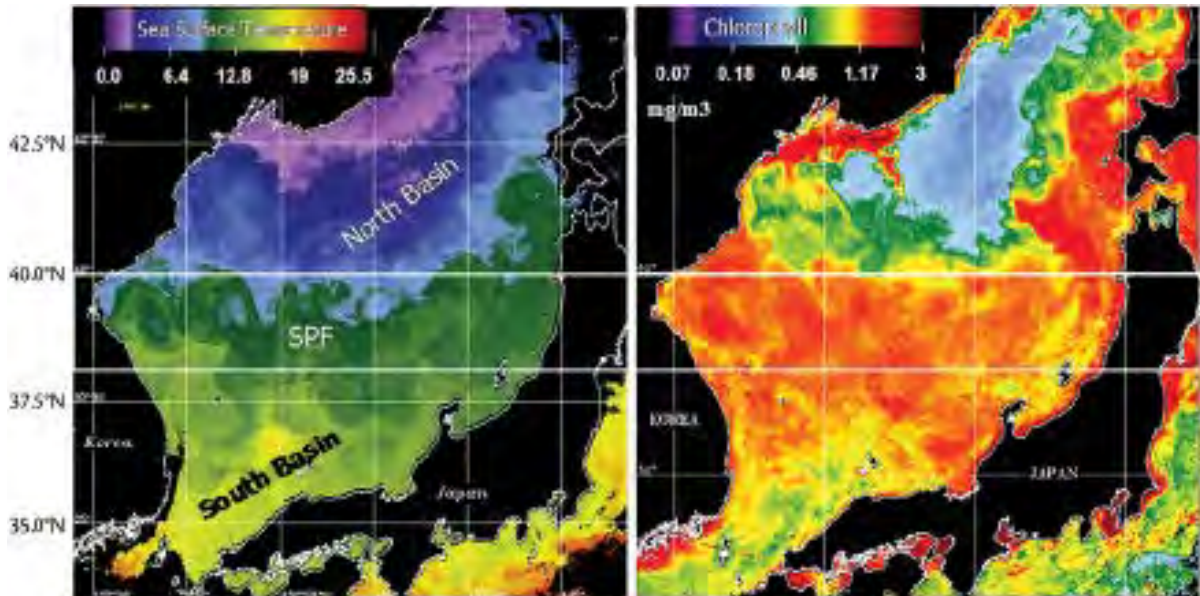 Sea Surface Temperature
0.0 6.4 12.8 19 25.5
42.5°N
North Basin
40.0°N
SPF
37.5°N
Korea
South Basin
Japan
35.0°N
0.07 0.18 0.46 1.17 3
mg/m3
KOREA
JAPAN